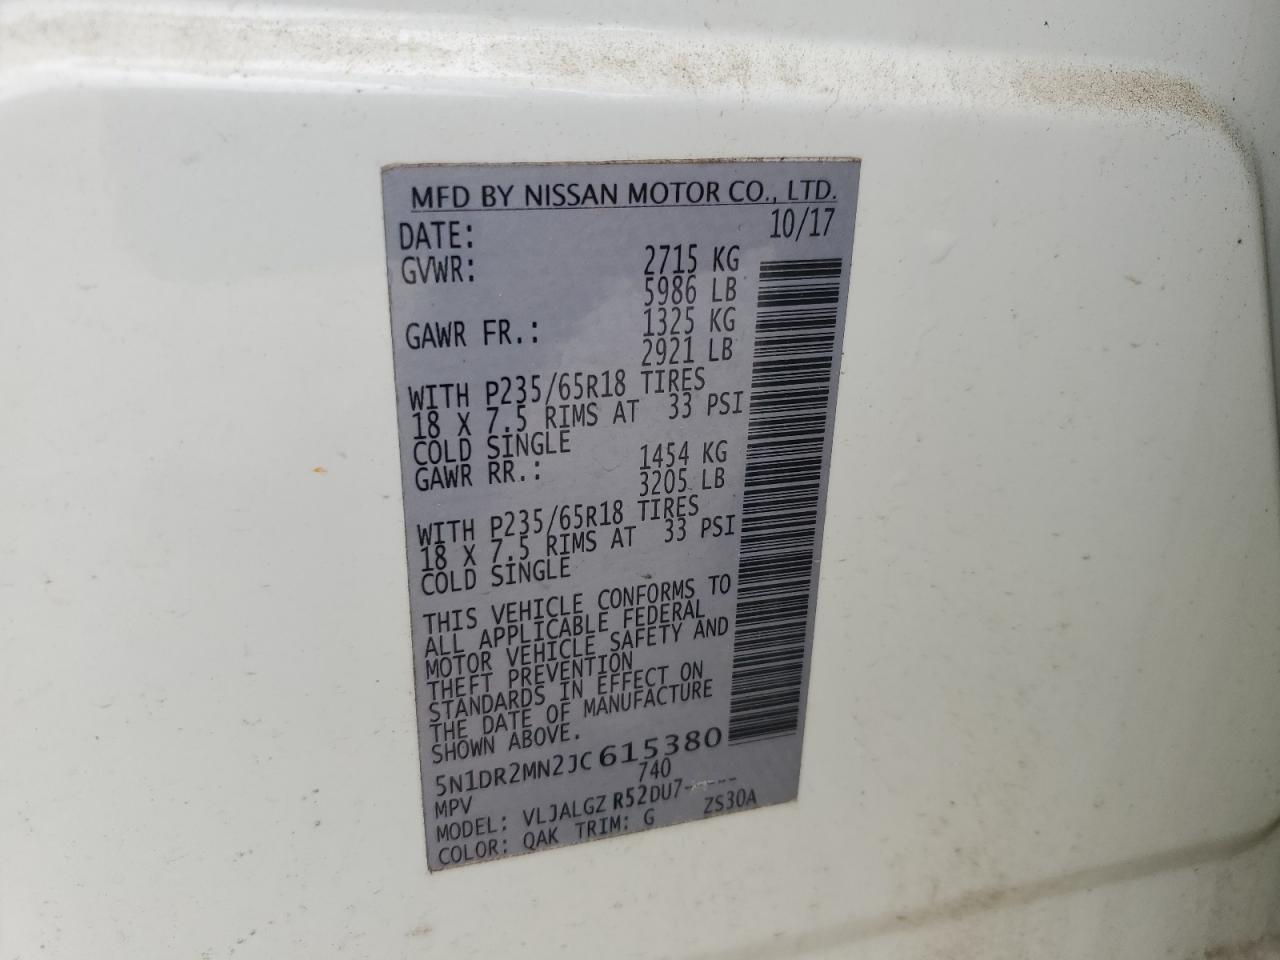 MFD BY NISSAN MOTOR CO., LTD.
DATE: 10/17
GVWR: 2715 KG
5986 LB
GAWR FR.: 1325 KG
2921 LB
WITH P235/65R18 TIRES
18 X 7.5 RIMS AT 33 PSI
COLD SINGLE
GAWR RR.: 1454 KG
3205 LB
WITH P235/65R18 TIRES
18 X 7.5 RIMS AT 33 PSI
COLD SINGLE
THIS VEHICLE CONFORMS TO
ALL APPLICABLE FEDERAL
MOTOR VEHICLE SAFETY AND
THEFT PREVENTION
STANDARDS IN EFFECT ON
THE DATE OF MANUFACTURE
SHOWN ABOVE.
5N1DR2MN2JC615380
MPV 740
MODEL: VLJALGZ R52DU7-----
COLOR: QAK TRIM: G ZS30A